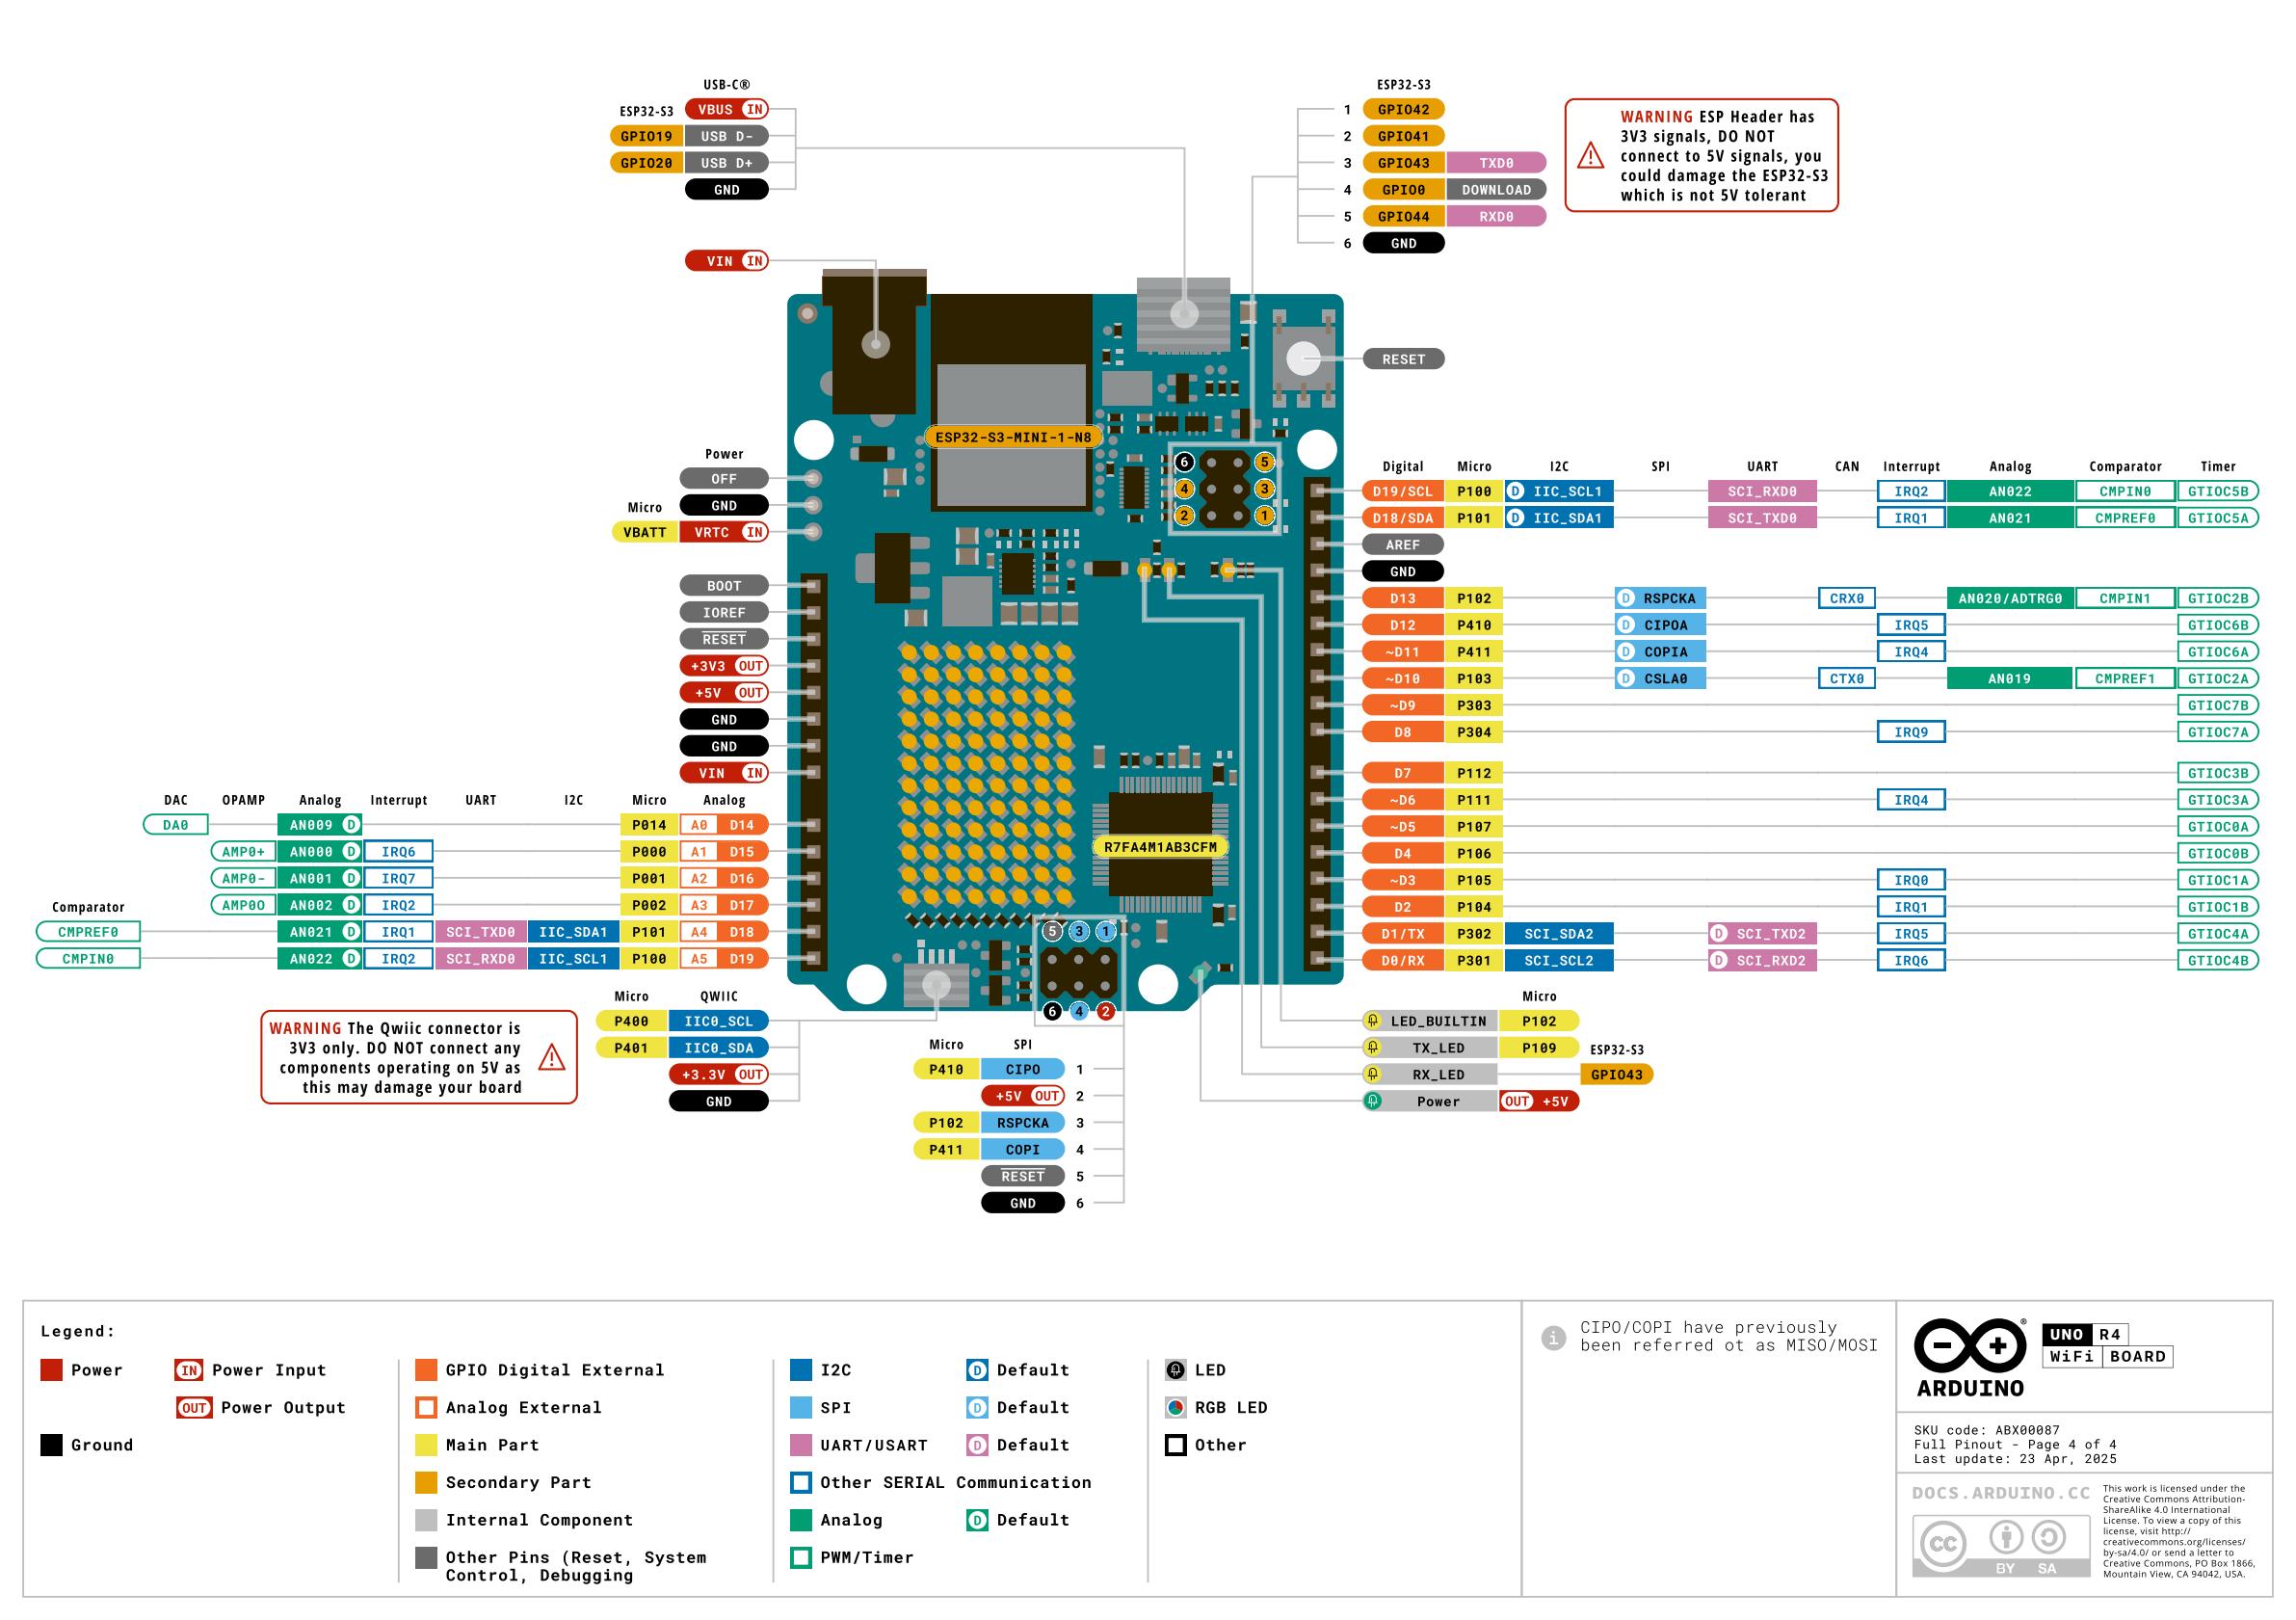 USB-C®
ESP32-S3 VBUS IN
GPIO19 USB D-
GPIO20 USB D+
GND
VIN IN
ESP32-S3
1 GPIO42
2 GPIO41
3 GPIO43 TXD0
4 GPIO0 DOWNLOAD
5 GPIO44 RXD0
6 GND
WARNING ESP Header has
3V3 signals, DO NOT
connect to 5V signals, you
could damage the ESP32-S3
which is not 5V tolerant
RESET
ESP32-S3-MINI-1-N8
6 5
4 3
2 1
Power
OFF
Micro GND
VBATT VRTC IN
BOOT
IOREF
RESET
+3V3 OUT
+5V OUT
GND
GND
VIN IN
DAC OPAMP Analog Interrupt UART I2C Micro Analog
DA0 AN009 D P014 A0 D14
AMP0+ AN000 D IRQ6 P000 A1 D15
AMP0- AN001 D IRQ7 P001 A2 D16
AMP0O AN002 D IRQ2 P002 A3 D17
Comparator
CMPREF0 AN021 D IRQ1 SCI_TXD0 IIC_SDA1 P101 A4 D18
CMPIN0 AN022 D IRQ2 SCI_RXD0 IIC_SCL1 P100 A5 D19
Digital Micro I2C SPI UART CAN Interrupt Analog Comparator Timer
D19/SCL P100 D IIC_SCL1 SCI_RXD0 IRQ2 AN022 CMPIN0 GTIOC5B
D18/SDA P101 D IIC_SDA1 SCI_TXD0 IRQ1 AN021 CMPREF0 GTIOC5A
AREF
GND
D13 P102 D RSPCKA CRX0 AN020/ADTRG0 CMPIN1 GTIOC2B
D12 P410 D CIPOA IRQ5 GTIOC6B
~D11 P411 D COPIA IRQ4 GTIOC6A
~D10 P103 D CSLA0 CTX0 AN019 CMPREF1 GTIOC2A
~D9 P303 GTIOC7B
D8 P304 IRQ9 GTIOC7A
D7 P112 GTIOC3B
~D6 P111 IRQ4 GTIOC3A
~D5 P107 GTIOC0A
D4 P106 GTIOC0B
~D3 P105 IRQ0 GTIOC1A
D2 P104 IRQ1 GTIOC1B
D1/TX P302 SCI_SDA2 D SCI_TXD2 IRQ5 GTIOC4A
D0/RX P301 SCI_SCL2 D SCI_RXD2 IRQ6 GTIOC4B
R7FA4M1AB3CFM
5 3 1
6 4 2
WARNING The Qwiic connector is
3V3 only. DO NOT connect any
components operating on 5V as
this may damage your board
Micro QWIIC
P400 IIC0_SCL
P401 IIC0_SDA
+3.3V OUT
GND
Micro SPI
P410 CIPO 1
+5V OUT 2
P102 RSPCKA 3
P411 COPI 4
RESET 5
GND 6
Micro
LED_BUILTIN P102
TX_LED P109 ESP32-S3
RX_LED GPIO43
Power OUT +5V
Legend:
Power
IN Power Input
OUT Power Output
Ground
GPIO Digital External
Analog External
Main Part
Secondary Part
Internal Component
Other Pins (Reset, System
Control, Debugging
I2C D Default
SPI D Default
UART/USART D Default
Other SERIAL Communication
Analog D Default
PWM/Timer
LED
RGB LED
Other
i CIPO/COPI have previously
been referred ot as MISO/MOSI
®
ARDUINO
UNO R4
WiFi BOARD
SKU code: ABX00087
Full Pinout - Page 4 of 4
Last update: 23 Apr, 2025
DOCS.ARDUINO.CC
CC
BY SA
This work is licensed under the
Creative Commons Attribution-
ShareAlike 4.0 International
License. To view a copy of this
license, visit http://
creativecommons.org/licenses/
by-sa/4.0/ or send a letter to
Creative Commons, PO Box 1866,
Mountain View, CA 94042, USA.